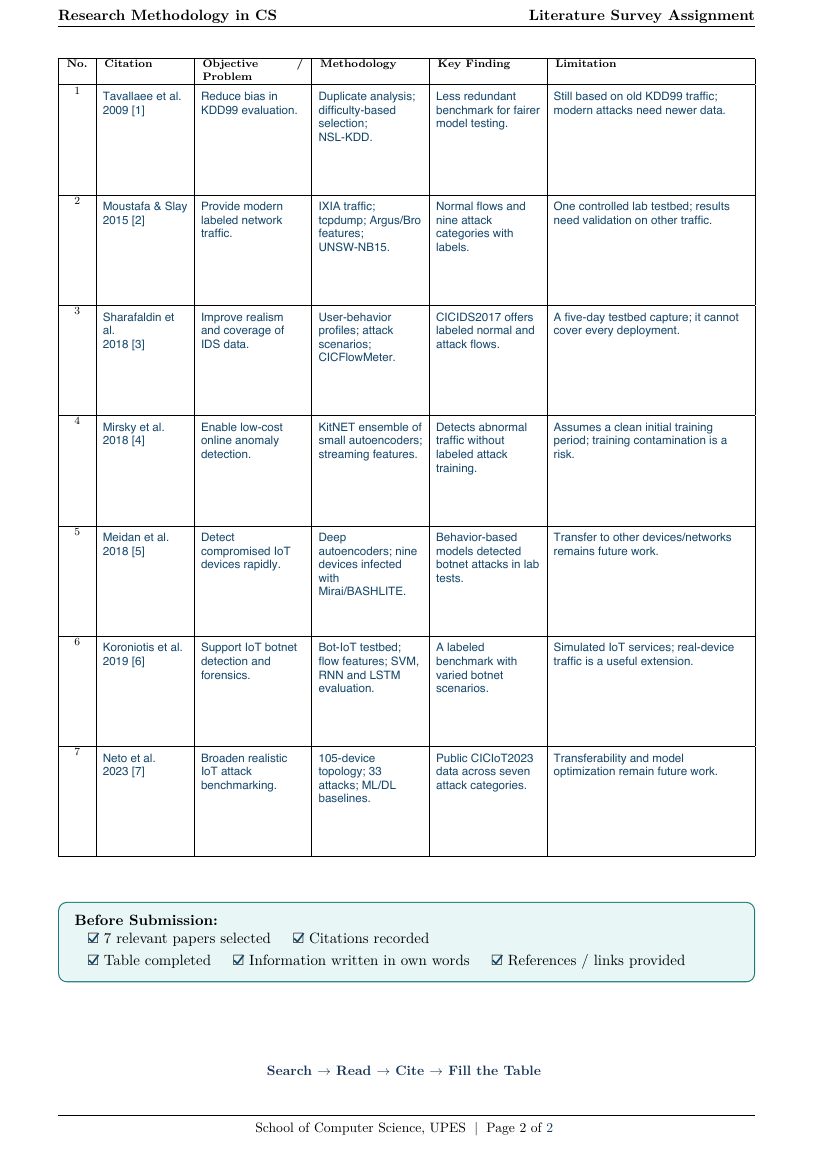 Research Methodology in CS
Literature Survey Assignment
No.
Citation
Objective /
Problem
Methodology
Key Finding
Limitation
1
Tavallaee et al.
2009 [1]
Reduce bias in
KDD99 evaluation.
Duplicate analysis;
difficulty-based
selection;
NSL-KDD.
Less redundant
benchmark for fairer
model testing.
Still based on old KDD99 traffic;
modern attacks need newer data.
2
Moustafa & Slay
2015 [2]
Provide modern
labeled network
traffic.
IXIA traffic;
tcpdump; Argus/Bro
features;
UNSW-NB15.
Normal flows and
nine attack
categories with
labels.
One controlled lab testbed; results
need validation on other traffic.
3
Sharafaldin et
al.
2018 [3]
Improve realism
and coverage of
IDS data.
User-behavior
profiles; attack
scenarios;
CICFlowMeter.
CICIDS2017 offers
labeled normal and
attack flows.
A five-day testbed capture; it cannot
cover every deployment.
4
Mirsky et al.
2018 [4]
Enable low-cost
online anomaly
detection.
KitNET ensemble of
small autoencoders;
streaming features.
Detects abnormal
traffic without
labeled attack
training.
Assumes a clean initial training
period; training contamination is a
risk.
5
Meidan et al.
2018 [5]
Detect
compromised IoT
devices rapidly.
Deep
autoencoders; nine
devices infected
with
Mirai/BASHLITE.
Behavior-based
models detected
botnet attacks in lab
tests.
Transfer to other devices/networks
remains future work.
6
Koroniotis et al.
2019 [6]
Support IoT botnet
detection and
forensics.
Bot-IoT testbed;
flow features; SVM,
RNN and LSTM
evaluation.
A labeled
benchmark with
varied botnet
scenarios.
Simulated IoT services; real-device
traffic is a useful extension.
7
Neto et al.
2023 [7]
Broaden realistic
IoT attack
benchmarking.
105-device
topology; 33
attacks; ML/DL
baselines.
Public CICIoT2023
data across seven
attack categories.
Transferability and model
optimization remain future work.
Before Submission:
☑ 7 relevant papers selected ☑ Citations recorded
☑ Table completed ☑ Information written in own words ☑ References / links provided
Search → Read → Cite → Fill the Table
School of Computer Science, UPES | Page 2 of 2